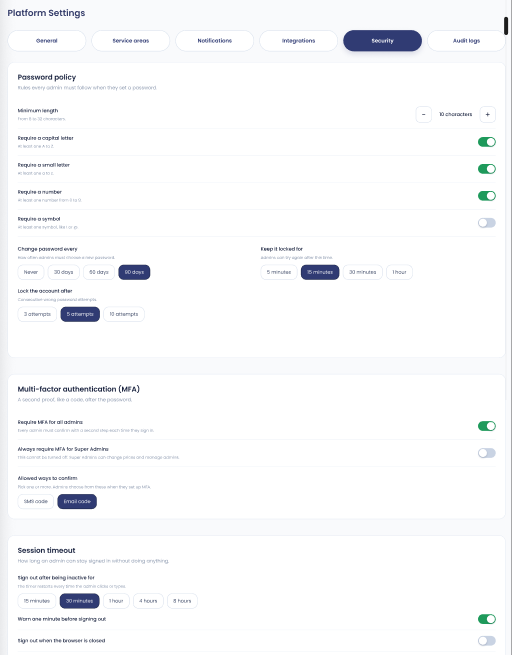 Platform Settings
General
Service areas
Notifications
Integrations
Security
Audit logs
Password policy
Rules every admin must follow when they set a password.
Minimum length
From 8 to 32 characters.
−
10 characters
+
Require a capital letter
At least one A to Z.
Require a small letter
At least one a to z.
Require a number
At least one number from 0 to 9.
Require a symbol
At least one symbol, like
Change password every
How often admins must choose a new password.
Never
30 days
60 days
90 days
Keep it locked for
Admins can try again after this time.
5 minutes
15 minutes
30 minutes
1 hour
Lock the account after
Consecutive wrong password attempts.
3 attempts
5 attempts
10 attempts
Multi-factor authentication (MFA)
A second proof, like a code, after the password.
Require MFA for all admins
Every admin must confirm with a second step each time they sign in.
Always require MFA for Super Admins
This cannot be turned off. Super Admins can change prices and manage admins.
Allowed ways to confirm
Pick one or more. Admins choose from these when they set up MFA.
SMS code
Email code
Session timeout
How long an admin can stay signed in without doing anything.
Sign out after being inactive for
The timer restarts every time the admin clicks or types.
15 minutes
30 minutes
1 hour
4 hours
8 hours
Warn one minute before signing out
Sign out when the browser is closed